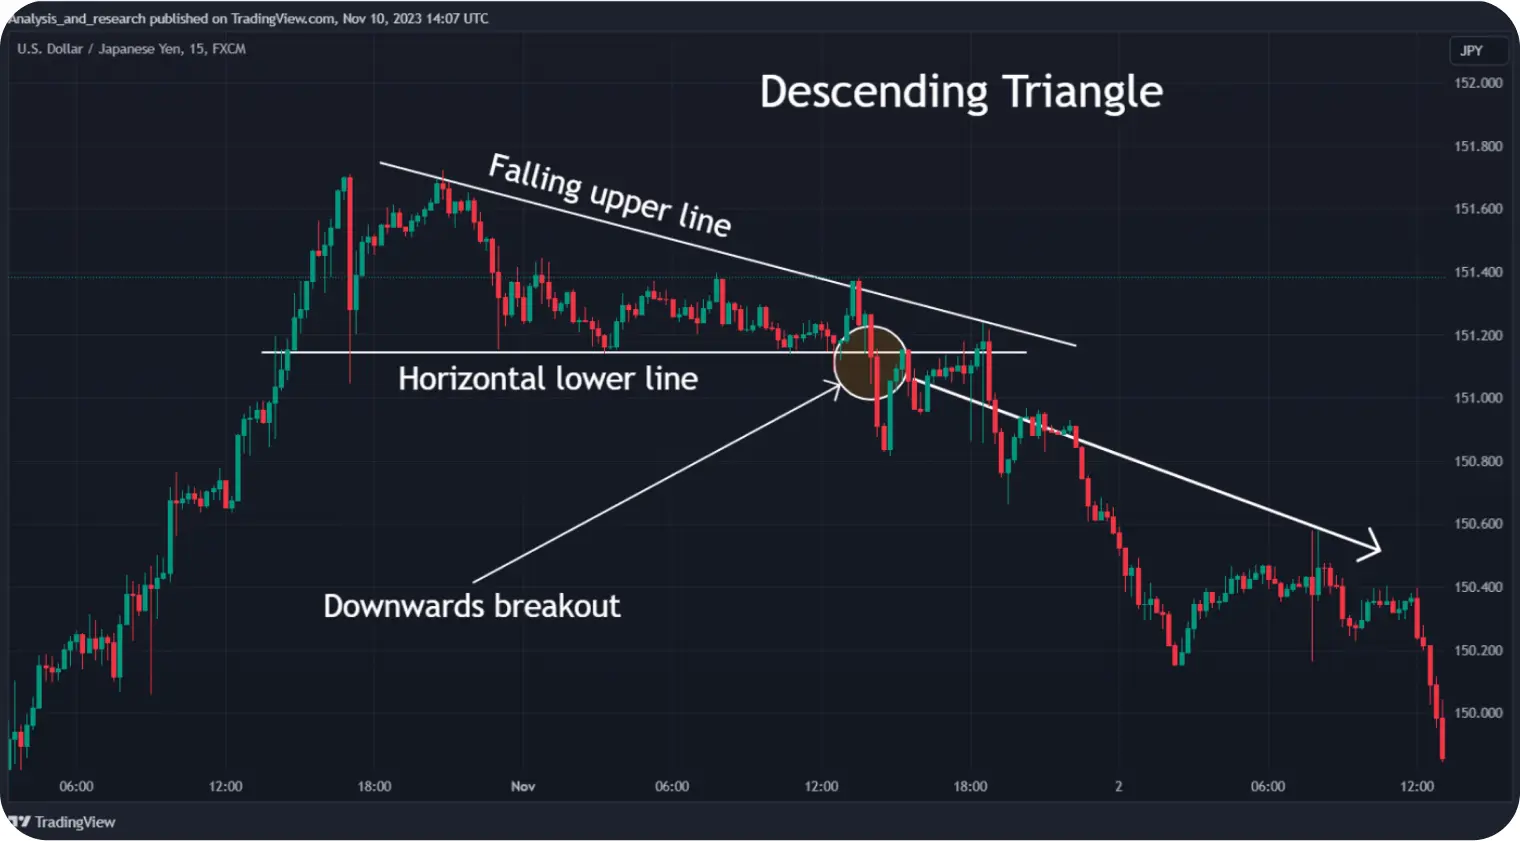 Analysis_and_research published on TradingView.com, Nov 10, 2023 14:07 UTC
U.S. Dollar / Japanese Yen, 15, FXCM
JPY
Descending Triangle
152.000
151.800
Falling upper line
151.600
151.400
151.200
Horizontal lower line
151.000
150.800
150.600
150.400
Downwards breakout
150.200
150.000
06:00 12:00 18:00 Nov 06:00 12:00 18:00 2 06:00 12:00
TradingView